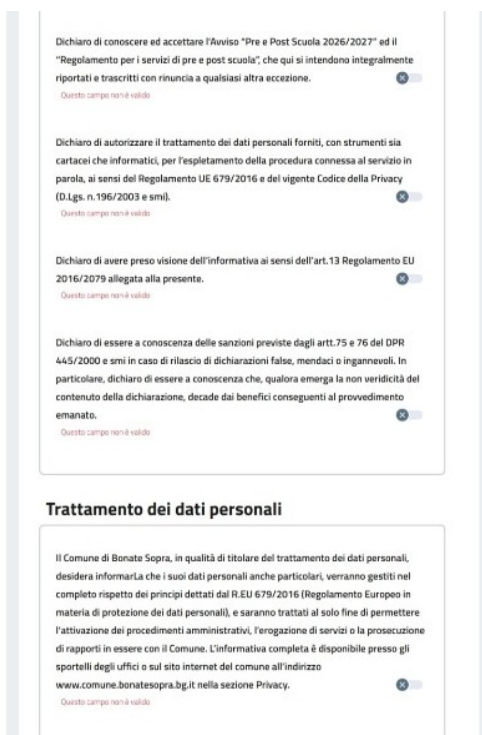 Dichiaro di conoscere ed accettare l'Avviso "Pre e Post Scuola 2026/2027" ed il
"Regolamento per i servizi di pre e post scuola", che qui si intendono integralmente
riportati e trascritti con rinuncia a qualsiasi altra eccezione.
Questo campo non è valido
Dichiaro di autorizzare il trattamento dei dati personali forniti, con strumenti sia
cartacei che informatici, per l'espletamento della procedura connessa al servizio in
parola, ai sensi del Regolamento UE 679/2016 e del vigente Codice della Privacy
(D.Lgs. n.196/2003 e smi).
Questo campo non è valido
Dichiaro di avere preso visione dell'informativa ai sensi dell'art.13 Regolamento EU
2016/2079 allegata alla presente.
Questo campo non è valido
Dichiaro di essere a conoscenza delle sanzioni previste dagli artt.75 e 76 del DPR
445/2000 e smi in caso di rilascio di dichiarazioni false, mendaci o ingannevoli. In
particolare, dichiaro di essere a conoscenza che, qualora emerga la non veridicità del
contenuto della dichiarazione, decade dai benefici conseguenti al provvedimento
emanato.
Questo campo non è valido
Trattamento dei dati personali
Il Comune di Bonate Sopra, in qualità di titolare del trattamento dei dati personali,
desidera informarLa che i suoi dati personali anche particolari, verranno gestiti nel
completo rispetto dei principi dettati dal R.EU 679/2016 (Regolamento Europeo in
materia di protezione dei dati personali), e saranno trattati al solo fine di permettere
l'attivazione dei procedimenti amministrativi, l'erogazione di servizi o la prosecuzione
di rapporti in essere con il Comune. L'informativa completa è disponibile presso gli
sportelli degli uffici o sul sito internet del comune all'indirizzo
www.comune.bonatesopra.bg.it nella sezione Privacy.
Questo campo non è valido